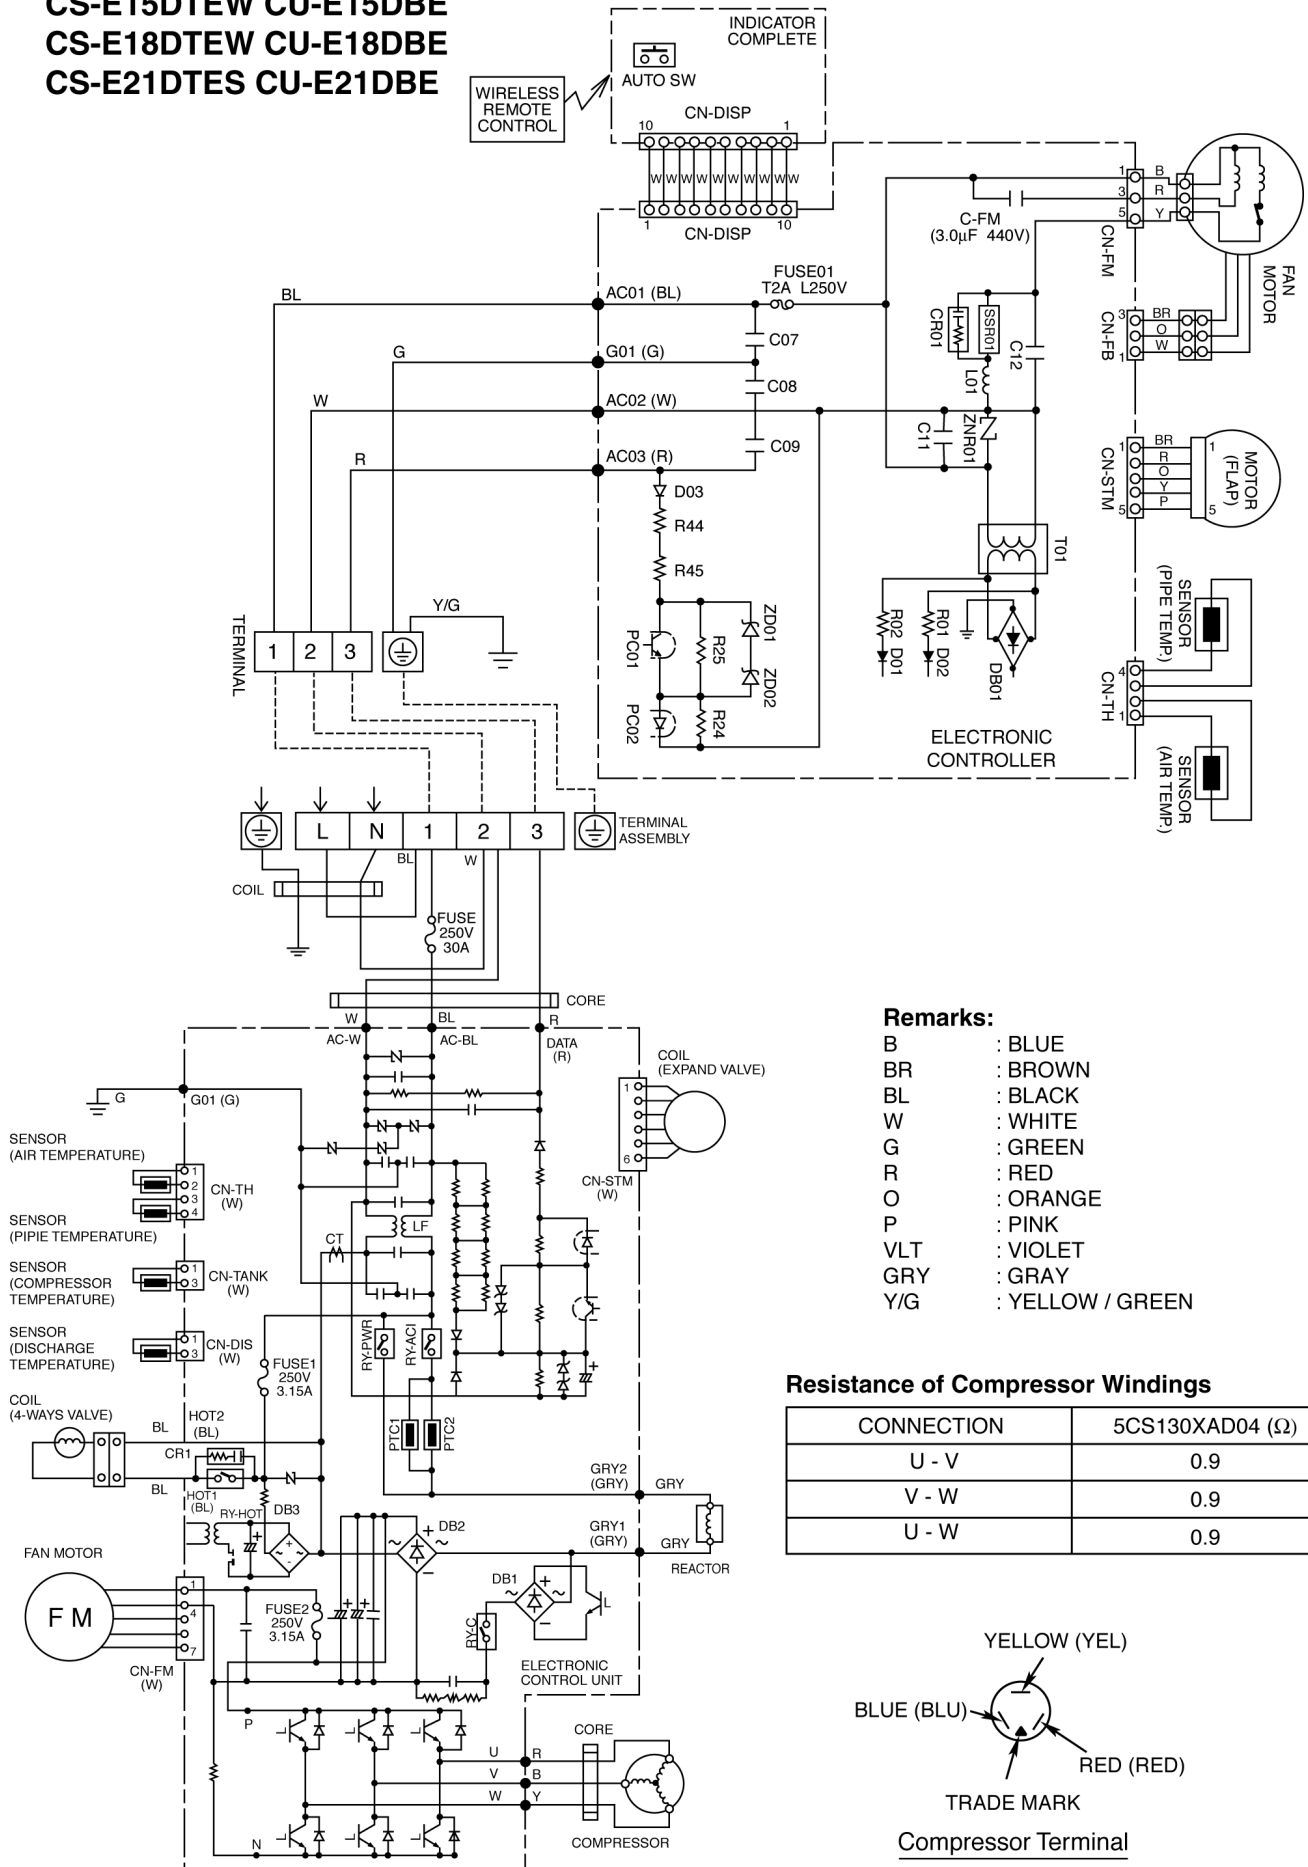 CS-E15DTEW CU-E15DBE
CS-E18DTEW CU-E18DBE
CS-E21DTES CU-E21DBE
INDICATOR
COMPLETE
AUTO SW
WIRELESS
REMOTE
CONTROL
CN-DISP
10 1
W W W W W W W W W W
1 10
CN-DISP
1 B
3 R
5 Y
C-FM
(3.0µF 440V)
CN-FM
FAN
MOTOR
FUSE01
T2A L250V
BL
AC01 (BL)
C07
G
G01 (G)
C08
W
AC02 (W)
C09
R
AC03 (R)
CR01
SSR01
C12
L01
C11
ZNR01
CN-FB
3 BR
O
1 W
CN-STM
1 BR 1
R
O
Y
5 P 5
MOTOR
(FLAP)
D03
R44
R45
T01
PC01
R25
ZD01
ZD02
PC02
R24
R02 D01
R01 D02
DB01
SENSOR
(PIPE TEMP.)
4
CN-TH
1
SENSOR
(AIR TEMP.)
ELECTRONIC
CONTROLLER
Y/G
TERMINAL
1 2 3
L N 1 2 3
TERMINAL
ASSEMBLY
BL W
COIL
FUSE
250V
30A
CORE
W BL R
AC-W AC-BL DATA
(R)
COIL
(EXPAND VALVE)
1
6
CN-STM
(W)
G G01 (G)
SENSOR
(AIR TEMPERATURE)
1
2
3
4
CN-TH
(W)
SENSOR
(PIPIE TEMPERATURE)
SENSOR
(COMPRESSOR
TEMPERATURE)
1
3
CN-TANK
(W)
SENSOR
(DISCHARGE
TEMPERATURE)
1
3
CN-DIS
(W)
CT
LF
RY-PWR
RY-ACI
FUSE1
250V
3.15A
COIL
(4-WAYS VALVE)
BL
HOT2
(BL)
CR1
BL
HOT1
(BL)
RY-HOT
DB3
PTC1
PTC2
GRY2
(GRY)
GRY
GRY1
(GRY)
GRY
REACTOR
+
-
~ + ~
DB2
−
FAN MOTOR
F M
1
4
7
CN-FM
(W)
FUSE2
250V
3.15A
DB1
~ + ~
−
L
RY-C
ELECTRONIC
CONTROL UNIT
P
L L L
U R
V B
W Y
N
L L L
CORE
COMPRESSOR
Remarks:
B : BLUE
BR : BROWN
BL : BLACK
W : WHITE
G : GREEN
R : RED
O : ORANGE
P : PINK
VLT : VIOLET
GRY : GRAY
Y/G : YELLOW / GREEN
Resistance of Compressor Windings
CONNECTION 5CS130XAD04 (Ω)
U - V 0.9
V - W 0.9
U - W 0.9
YELLOW (YEL)
BLUE (BLU)
RED (RED)
TRADE MARK
Compressor Terminal